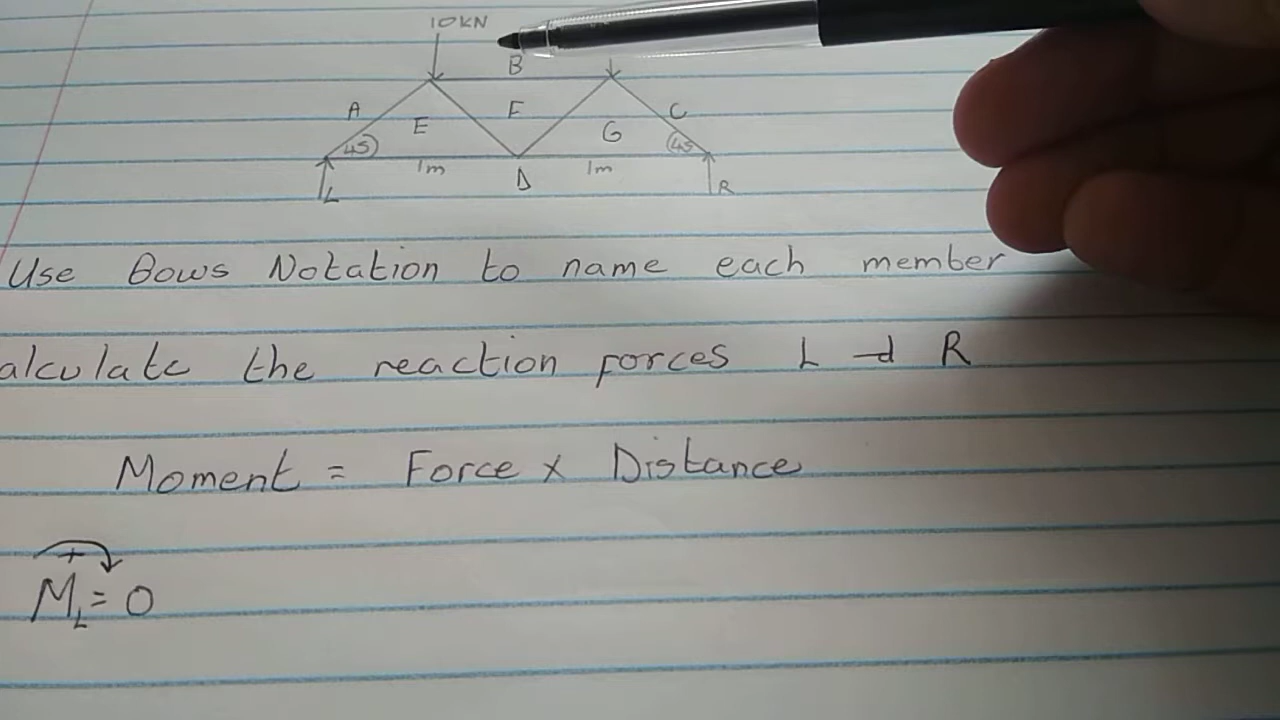 10KN
B
A
F
C
E
G
45
45
1m
1m
L
D
R
Use Bows Notation to name each member
alculate the reaction forces L R
Moment = Force x Distance
+
M_L = 0